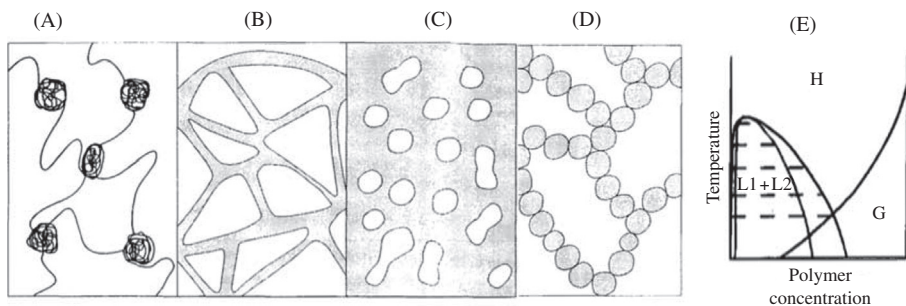 (A)
(B)
(C)
(D)
(E)
H
L1+L2
G
Temperature
Polymer
concentration